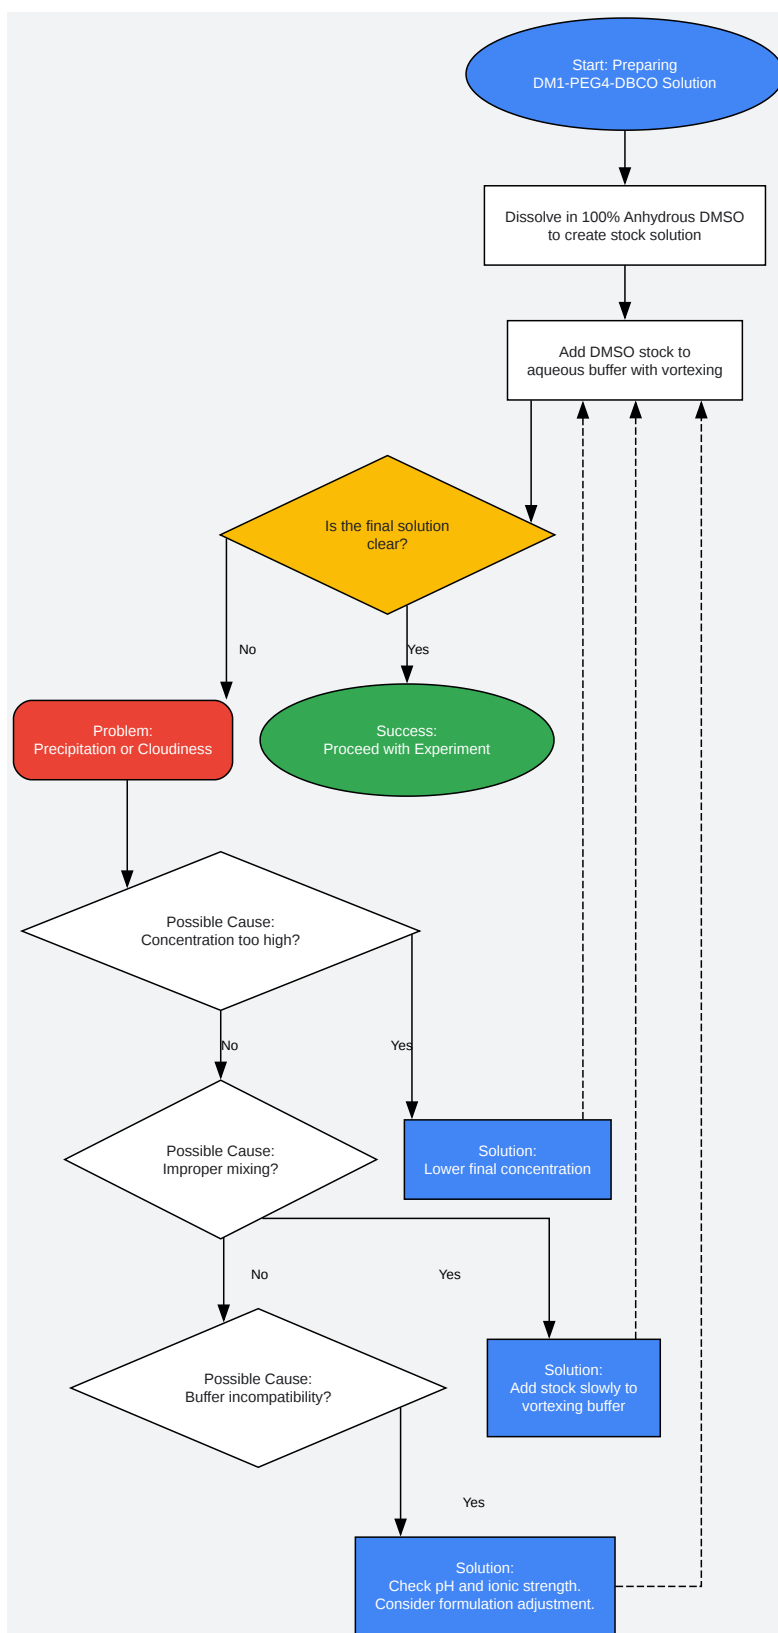 Start: Preparing
DM1-PEG4-DBCO Solution
Dissolve in 100% Anhydrous DMSO
to create stock solution
Add DMSO stock to
aqueous buffer with vortexing
Is the final solution
clear?
No
Yes
Problem:
Precipitation or Cloudiness
Success:
Proceed with Experiment
Possible Cause:
Concentration too high?
No
Yes
Possible Cause:
Improper mixing?
Solution:
Lower final concentration
No
Yes
Possible Cause:
Buffer incompatibility?
Solution:
Add stock slowly to
vortexing buffer
Yes
Solution:
Check pH and ionic strength.
Consider formulation adjustment.